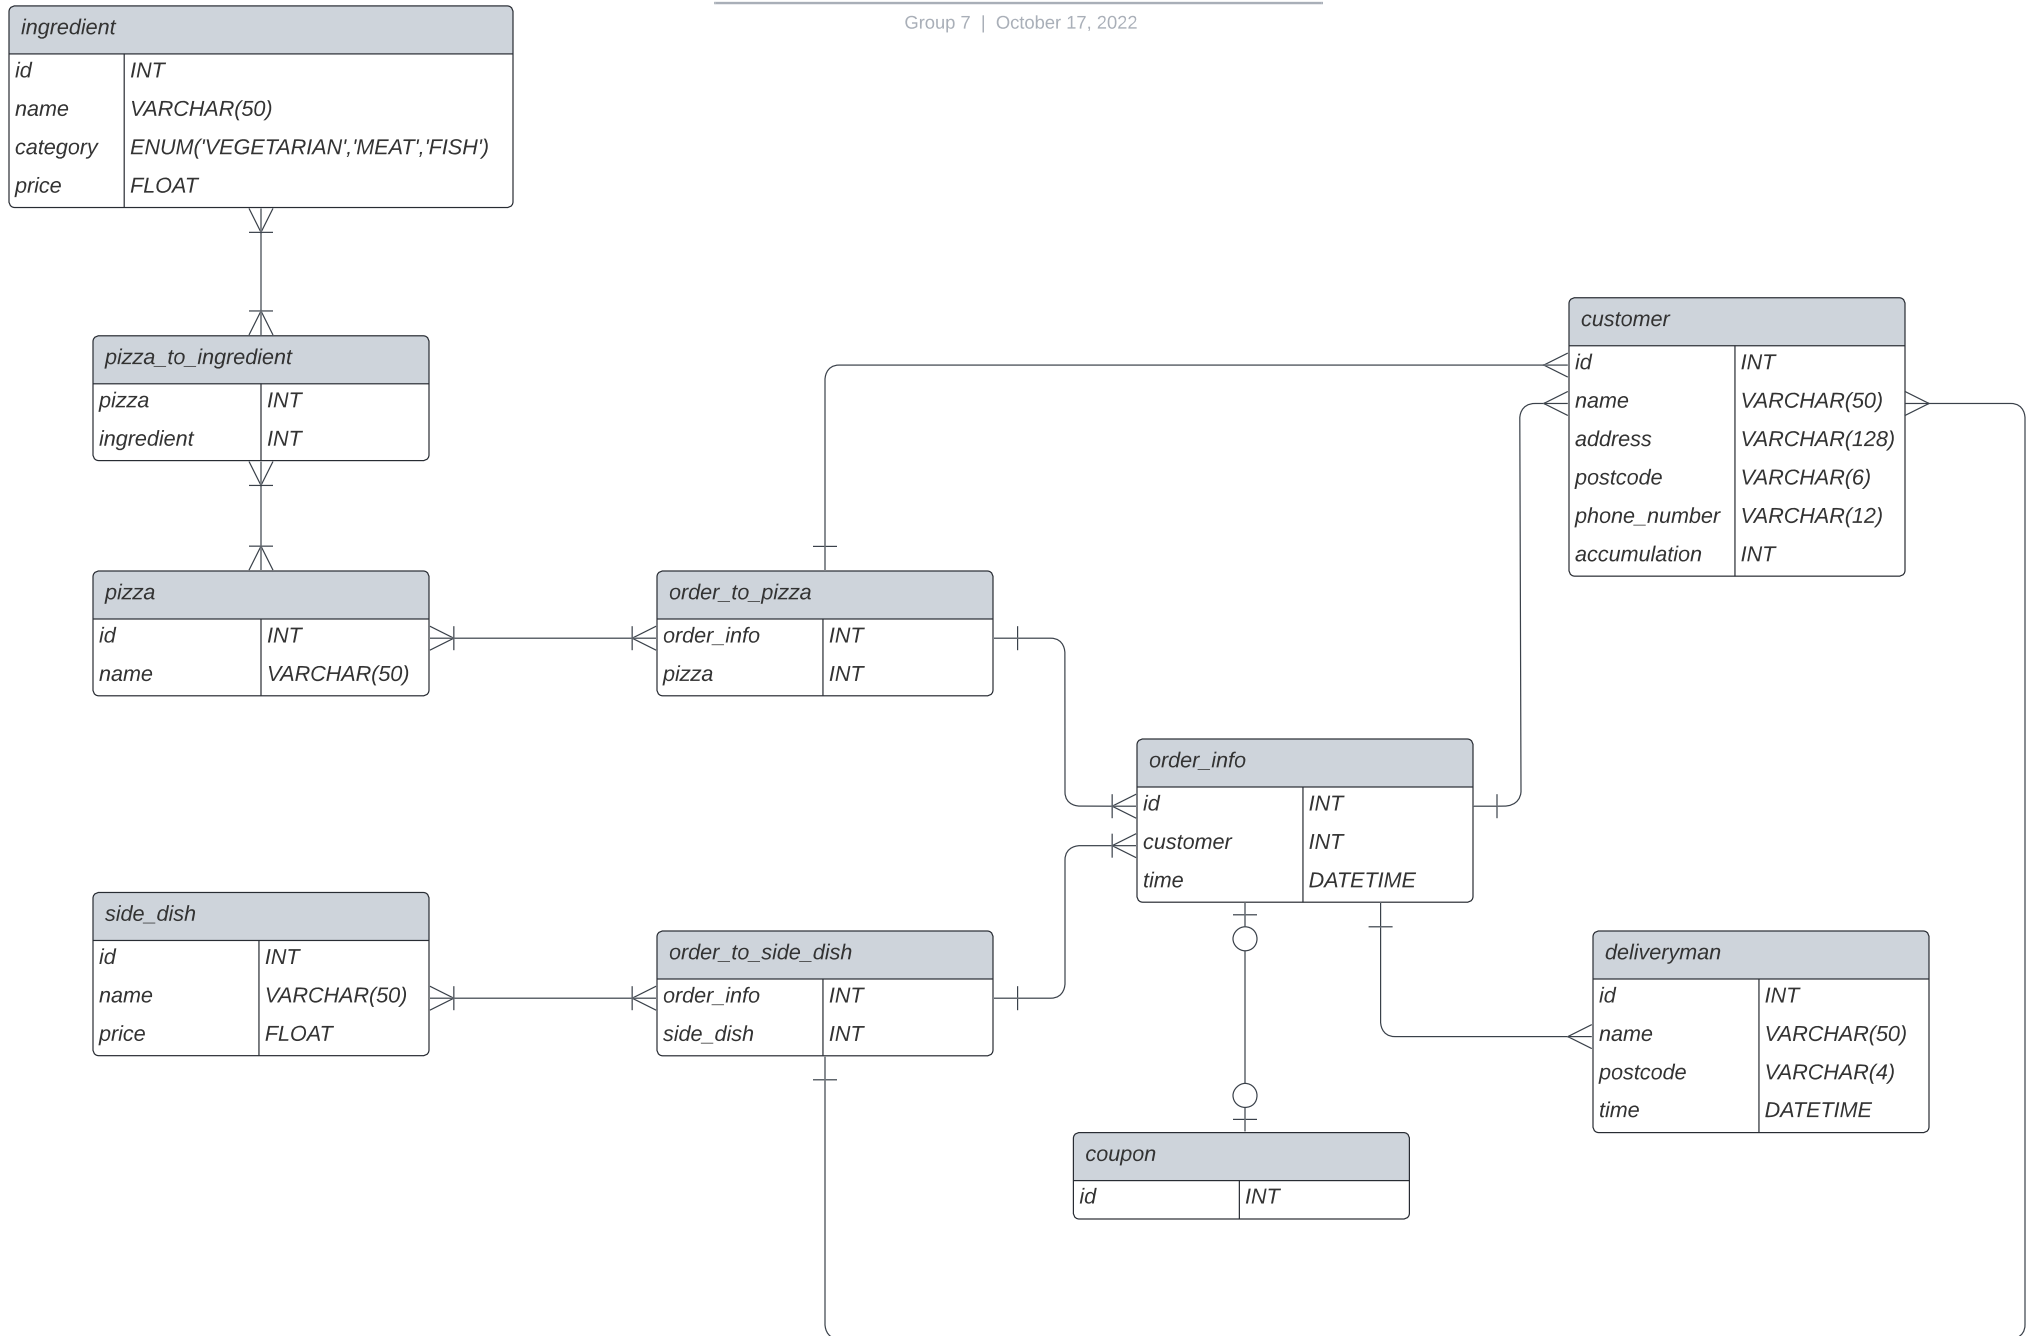 Group 7 | October 17, 2022
ingredient
id INT
name VARCHAR(50)
category ENUM('VEGETARIAN','MEAT','FISH')
price FLOAT
pizza_to_ingredient
pizza INT
ingredient INT
customer
id INT
name VARCHAR(50)
address VARCHAR(128)
postcode VARCHAR(6)
phone_number VARCHAR(12)
accumulation INT
pizza
id INT
name VARCHAR(50)
order_to_pizza
order_info INT
pizza INT
order_info
id INT
customer INT
time DATETIME
side_dish
id INT
name VARCHAR(50)
price FLOAT
order_to_side_dish
order_info INT
side_dish INT
deliveryman
id INT
name VARCHAR(50)
postcode VARCHAR(4)
time DATETIME
coupon
id INT